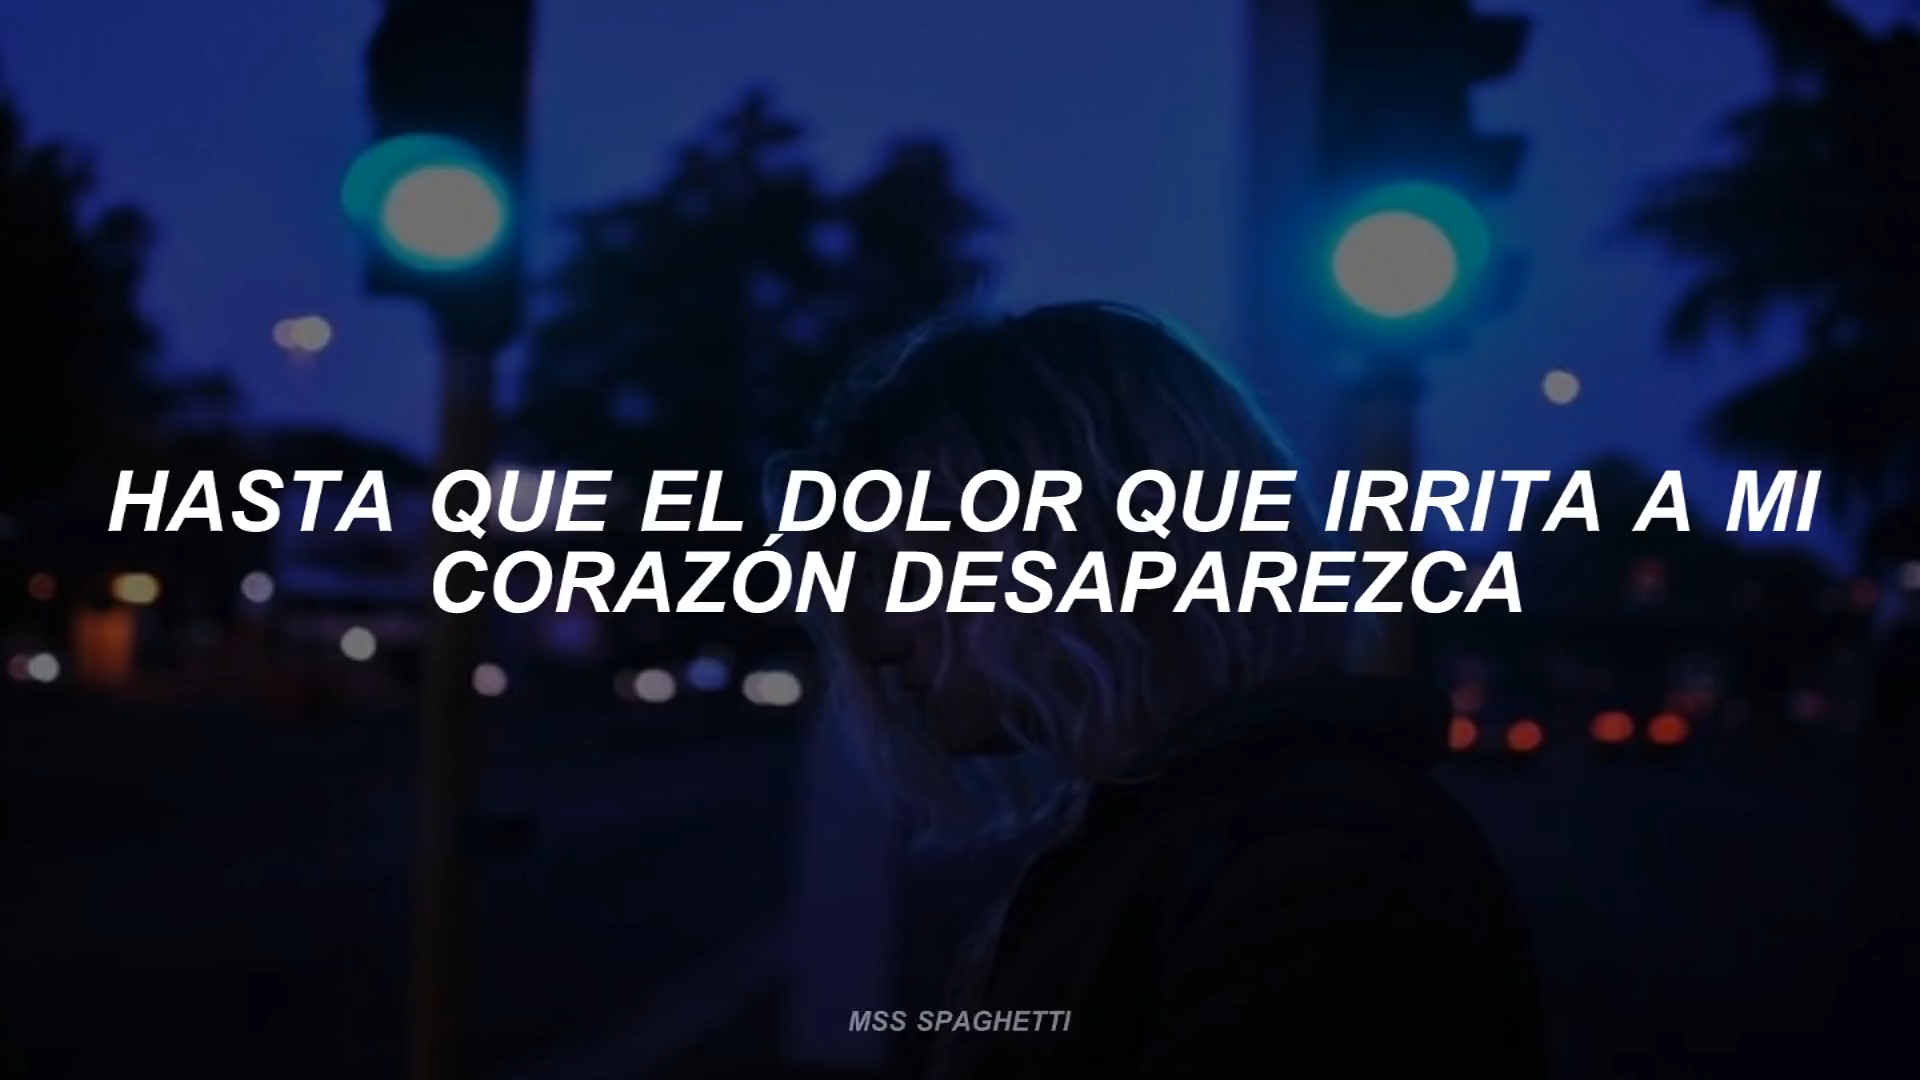 HASTA QUE EL DOLOR QUE IRRITA A MI
CORAZÓN DESAPAREZCA
MSS SPAGHETTI